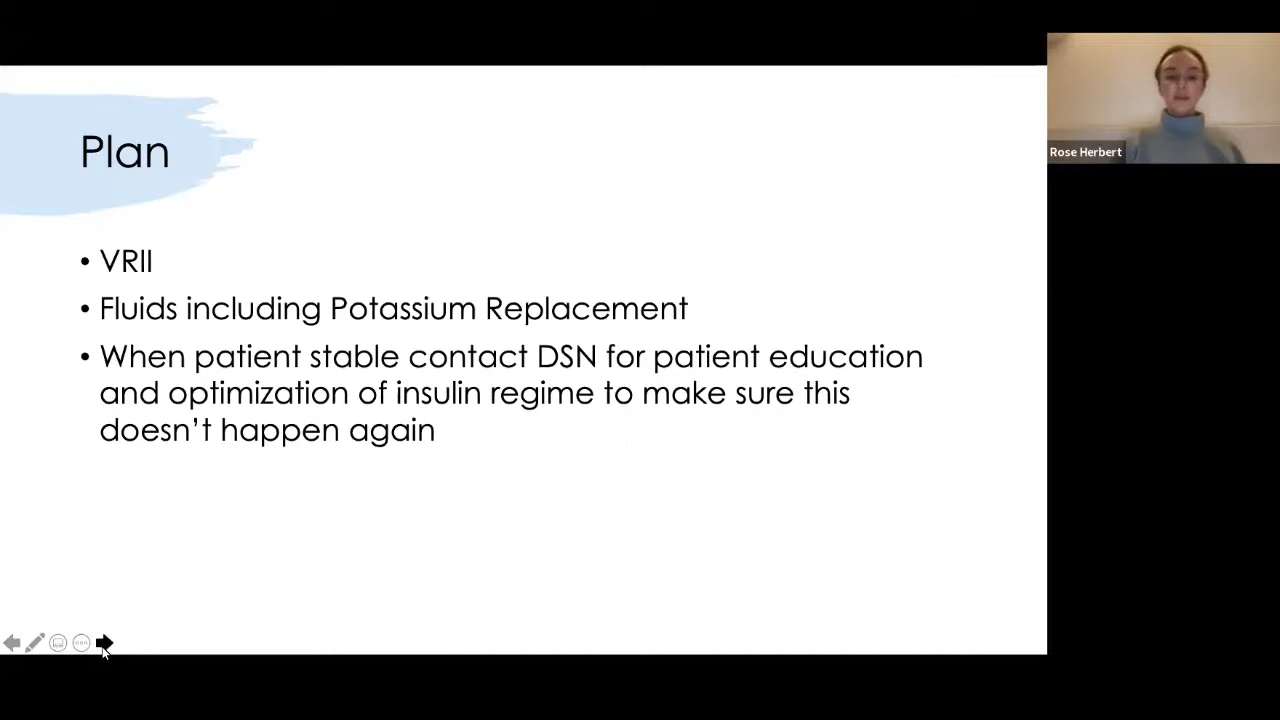 Plan
• VRII
• Fluids including Potassium Replacement
• When patient stable contact DSN for patient education
and optimization of insulin regime to make sure this
doesn't happen again
Rose Herbert